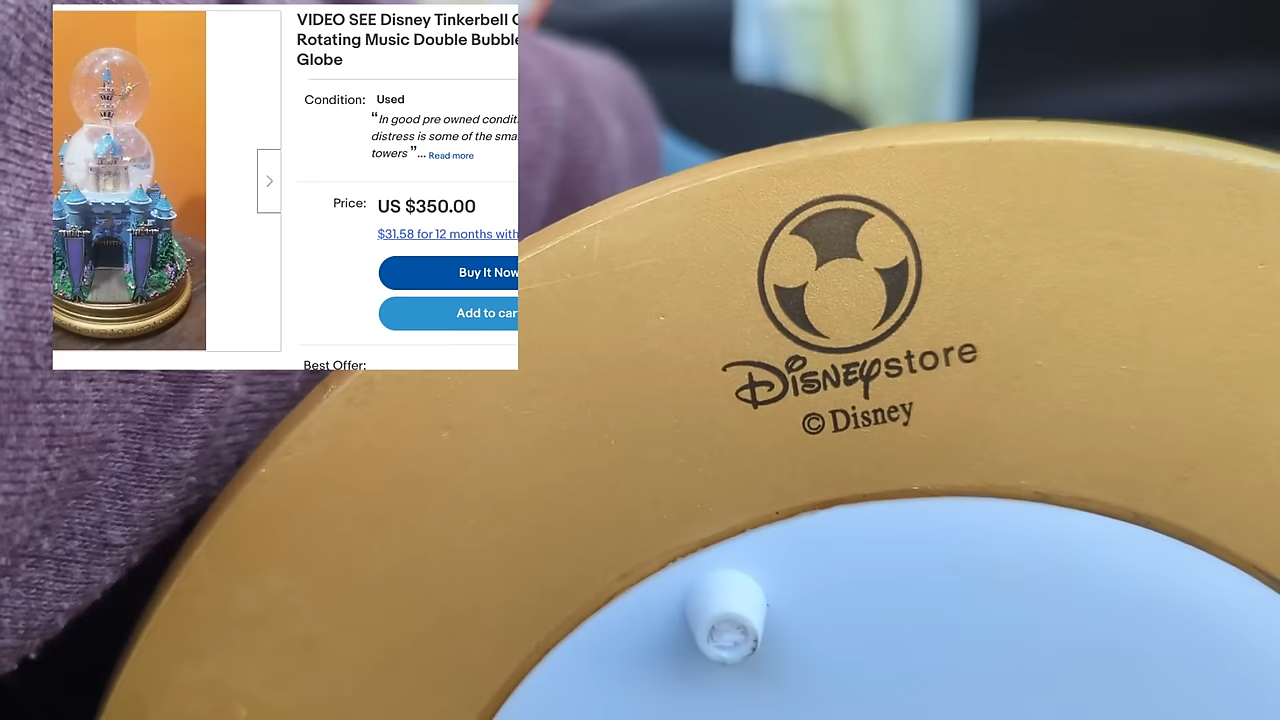 VIDEO SEE Disney Tinkerbell
Rotating Music Double Bubble
Globe
Condition: Used
"In good pre owned condit
distress is some of the sma
towers"... Read more
Price: US $350.00
$31.58 for 12 months with
Buy It Now
Add to car
Best Offer:
Disney store
© Disney